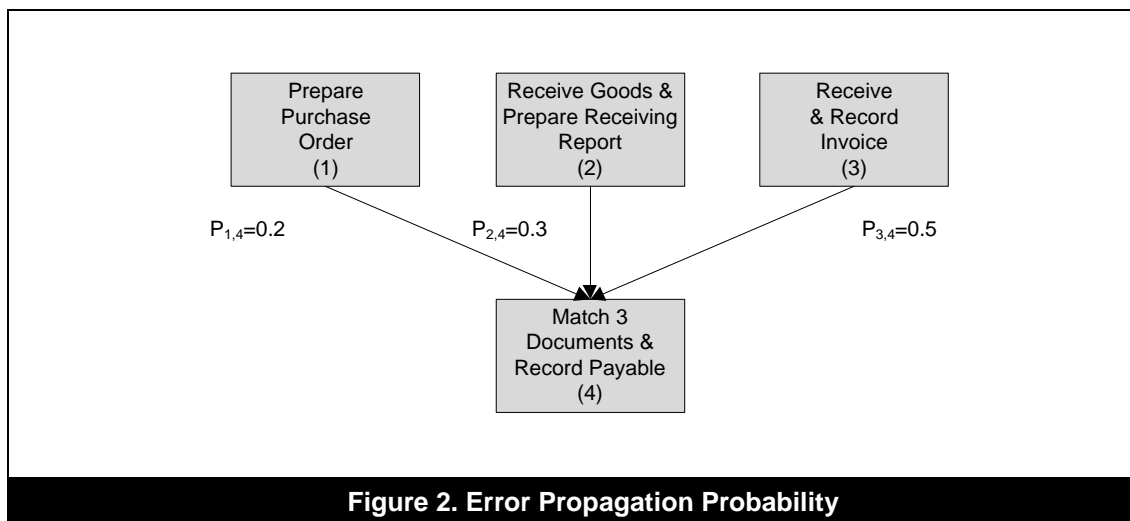 Prepare
Purchase
Order
(1)
Receive Goods &
Prepare Receiving
Report
(2)
Receive
& Record
Invoice
(3)
P1,4=0.2
P2,4=0.3
P3,4=0.5
Match 3
Documents &
Record Payable
(4)
Figure 2. Error Propagation Probability